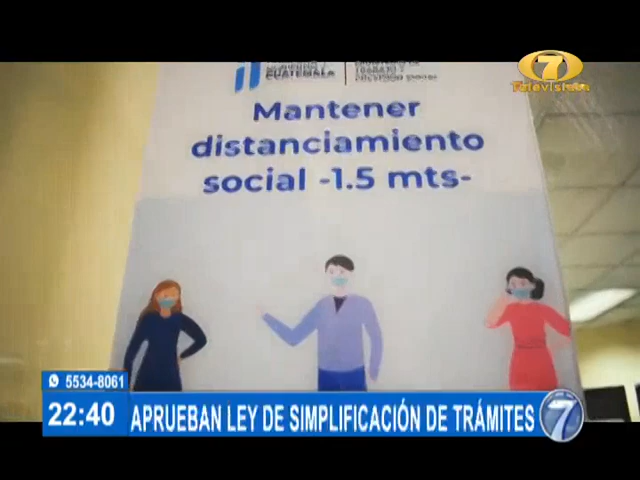 GUATEMALA
7
Televisiete
Mantener
distanciamiento
social -1.5 mts-
5534-8061
22:40
APRUEBAN LEY DE SIMPLIFICACIÓN DE TRÁMITES
7